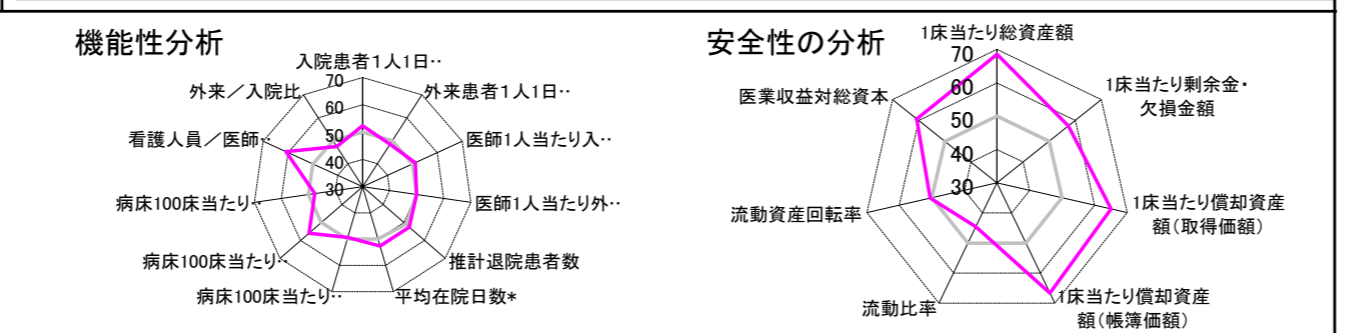 機能性分析
入院患者1人1日‥
外来患者1人1日‥
医師1人当たり入‥
医師1人当たり外‥
推計退院患者数
平均在院日数*
病床100床当たり‥
病床100床当たり‥
病床100床当たり‥
看護人員／医師‥
外来／入院比
70
60
50
40
30
安全性の分析
1床当たり総資産額
1床当たり剰余金・
欠損金額
1床当たり償却資産
額(取得価額)
1床当たり償却資産
額(帳簿価額)
流動比率
流動資産回転率
医業収益対総資本
70
60
50
40
30